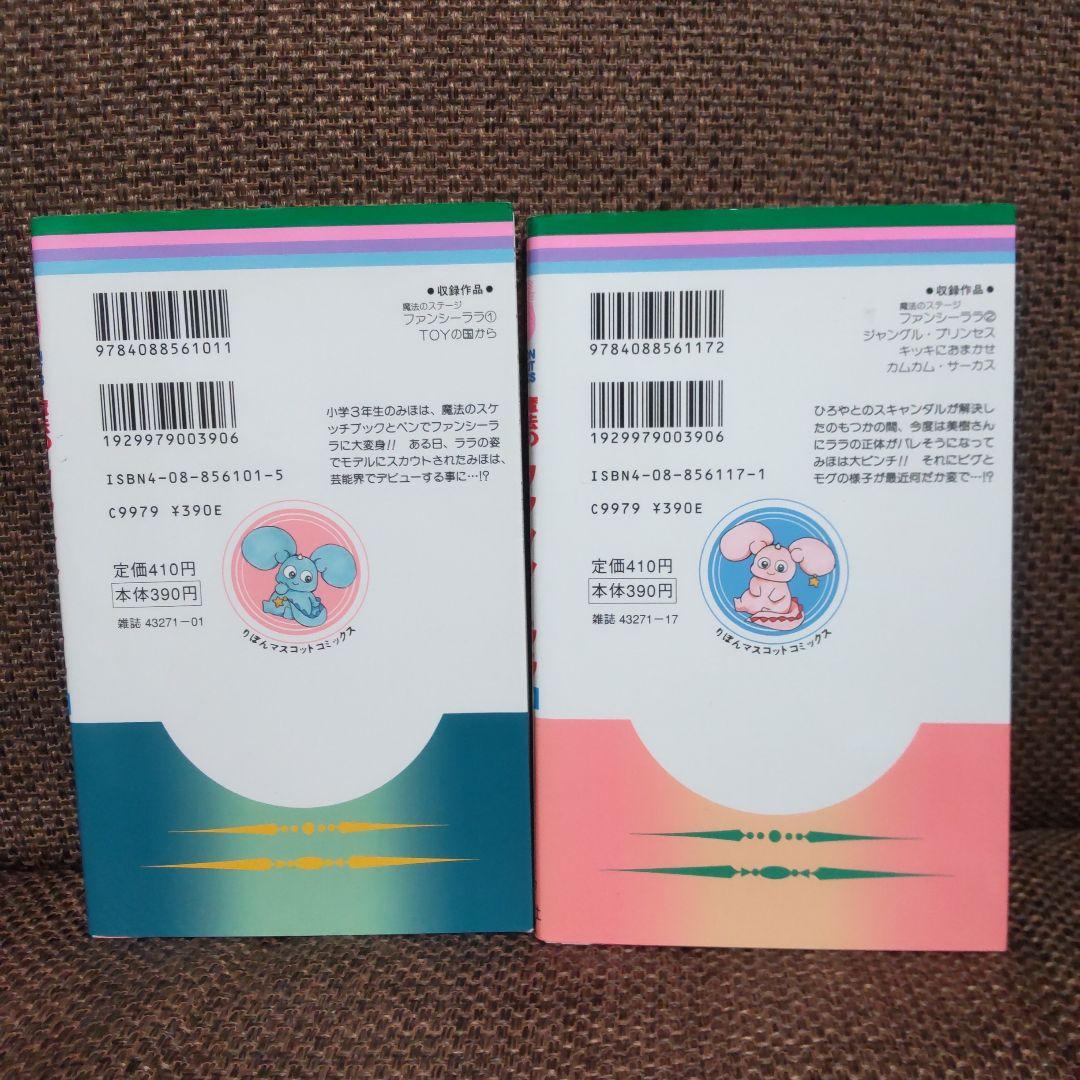 9784088561011
●収録作品●
魔法のステージ
ファンシーララ①
TOYの国から
1929979003906
小学3年生のみほは、魔法のスケ
ッチブックとペンでファンシーラ
ラに大変身!! ある日、ララの姿
でモデルにスカウトされたみほは、
芸能界でデビューする事に…!?
ISBN4-08-856101-5
C9979 ¥390E
定価410円
本体390円
雑誌 43271-01
りぼんマスコットコミックス
9784088561172
●収録作品●
魔法のステージ
ファンシーララ②
ジャングル・プリンセス
キッキにおまかせ
カムカム・サーカス
1929979003906
ひろやとのスキャンダルが解決し
たのもつかの間、今度は美樹さん
にララの正体がバレそうになって
みほは大ピンチ!! それにピグと
モグの様子が最近何だか変で…!?
ISBN4-08-856117-1
C9979 ¥390E
定価410円
本体390円
雑誌 43271-17
りぼんマスコットコミックス